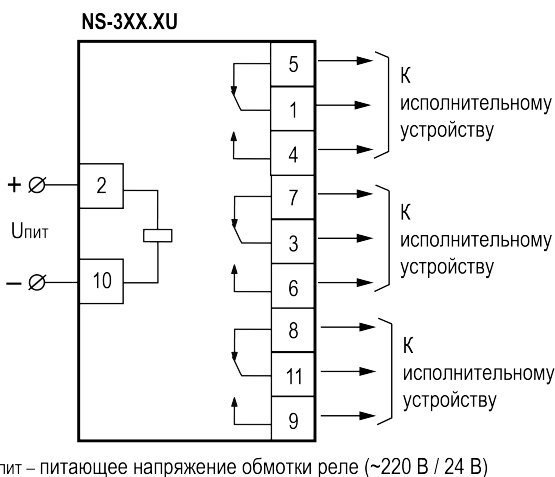 NS-3XX.XU
5
1
4
К
исполнительному
устройству
+
2
Uпит
–
10
7
3
6
К
исполнительному
устройству
8
11
9
К
исполнительному
устройству
пит – питающее напряжение обмотки реле (~220 В / 24 В)